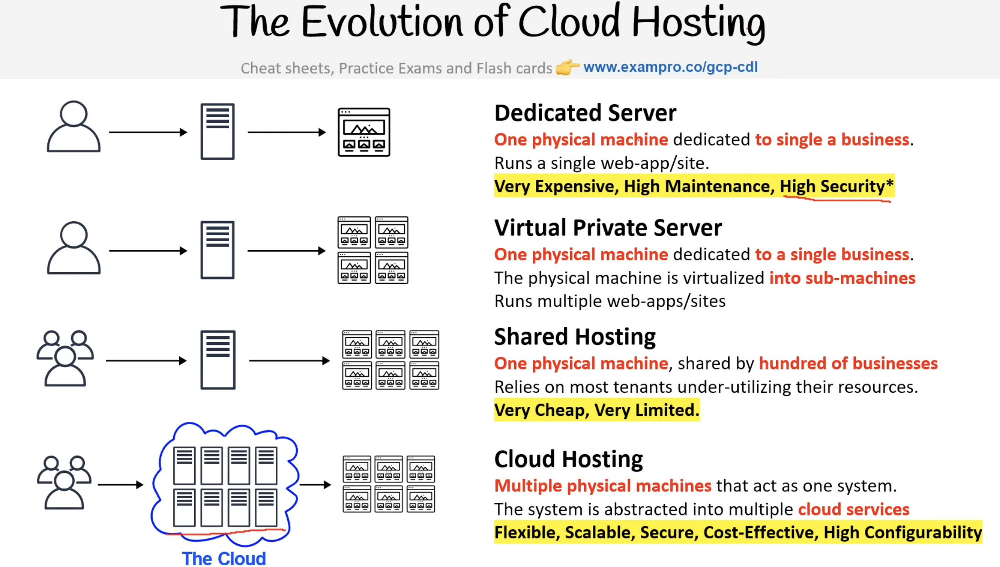 The Evolution of Cloud Hosting
Cheat sheets, Practice Exams and Flash cards 👉 www.exampro.co/gcp-cdl
Dedicated Server
One physical machine dedicated to single a business.
Runs a single web-app/site.
Very Expensive, High Maintenance, High Security*
Virtual Private Server
One physical machine dedicated to a single business.
The physical machine is virtualized into sub-machines
Runs multiple web-apps/sites
Shared Hosting
One physical machine, shared by hundred of businesses
Relies on most tenants under-utilizing their resources.
Very Cheap, Very Limited.
Cloud Hosting
Multiple physical machines that act as one system.
The system is abstracted into multiple cloud services
Flexible, Scalable, Secure, Cost-Effective, High Configurability
The Cloud